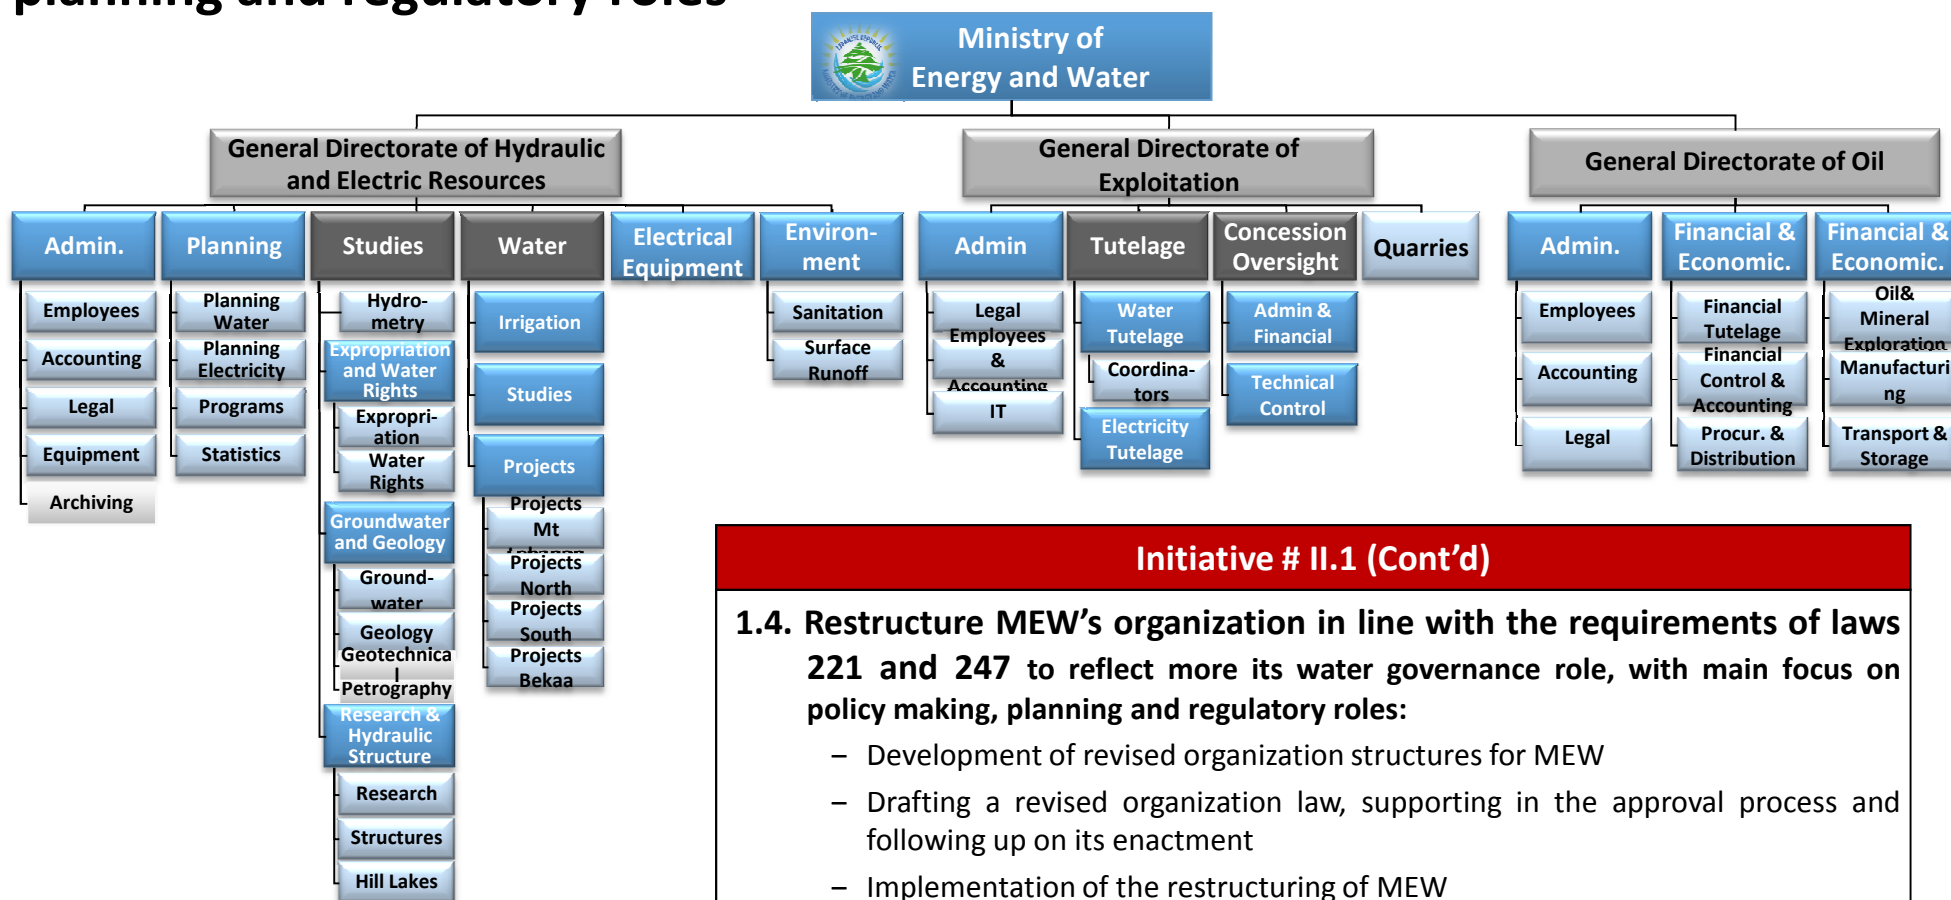 planning and regulatory roles
Ministry of
Energy and Water
General Directorate of Hydraulic
and Electric Resources
General Directorate of
Exploitation
General Directorate of Oil
Admin.
Planning
Studies
Water
Electrical
Equipment
Environ-
ment
Admin
Tutelage
Concession
Oversight
Quarries
Admin.
Financial &
Economic.
Financial &
Economic.
Employees
Accounting
Legal
Equipment
Archiving
Planning
Water
Planning
Electricity
Programs
Statistics
Hydro-
metry
Expropriation
and Water
Rights
Expropri-
ation
Water
Rights
Groundwater
and Geology
Ground-
water
Geology
Geotechnica
l
Petrography
Research &
Hydraulic
Structure
Research
Structures
Hill Lakes
Irrigation
Studies
Projects
Projects
Mt
Lebanon
Projects
North
Projects
South
Projects
Bekaa
Sanitation
Surface
Runoff
Legal
Employees
&
Accounting
IT
Water
Tutelage
Coordina-
tors
Electricity
Tutelage
Admin &
Financial
Technical
Control
Employees
Accounting
Legal
Financial
Tutelage
Financial
Control &
Accounting
Procur. &
Distribution
Oil&
Mineral
Exploration
Manufacturi
ng
Transport &
Storage
Initiative # II.1 (Cont’d)
1.4. Restructure MEW’s organization in line with the requirements of laws
221 and 247 to reflect more its water governance role, with main focus on
policy making, planning and regulatory roles:
– Development of revised organization structures for MEW
– Drafting a revised organization law, supporting in the approval process and
following up on its enactment
– Implementation of the restructuring of MEW